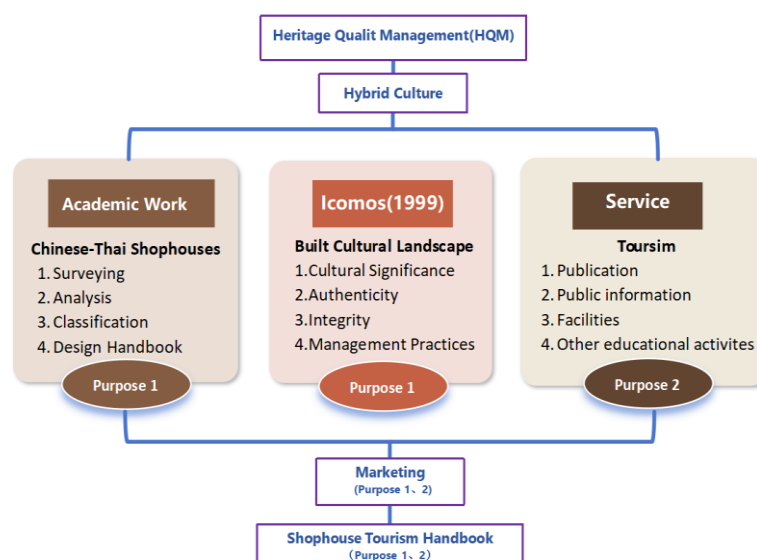 Heritage Qualit Management(HQM)
Hybrid Culture
Academic Work
Chinese-Thai Shophouses
1. Surveying
2. Analysis
3. Classification
4. Design Handbook
Purpose 1
Icomos(1999)
Built Cultural Landscape
1.Cultural Significance
2.Authenticity
3.Integrity
4.Management Practices
Purpose 1
Service
Toursim
1. Publication
2. Public information
3. Facilities
4. Other educational activites
Purpose 2
Marketing
(Purpose 1、2)
Shophouse Tourism Handbook
（Purpose 1、2）